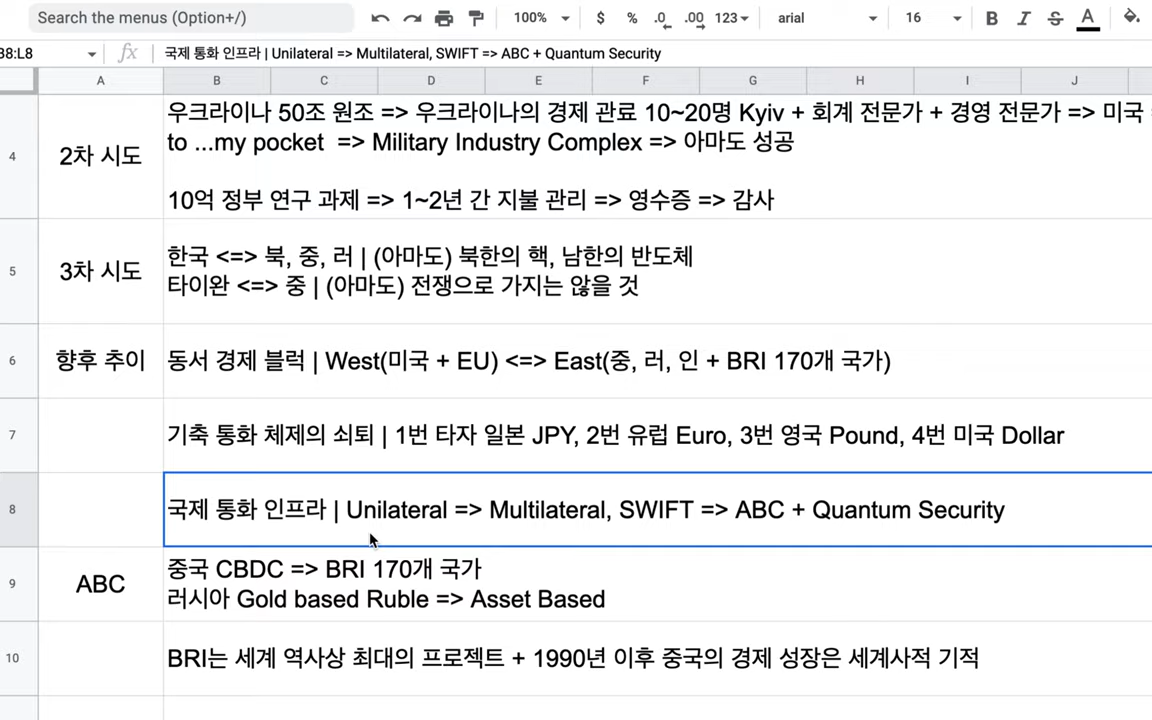 Search the menus (Option+/)
100%
$ % .0 .00 123
arial
16
B I S A
38:L8
fx
국제 통화 인프라 | Unilateral => Multilateral, SWIFT => ABC + Quantum Security
A B C D E F G H I J
4
2차 시도
우크라이나 50조 원조 => 우크라이나의 경제 관료 10~20명 Kyiv + 회계 전문가 + 경영 전문가 => 미국
to ...my pocket => Military Industry Complex => 아마도 성공
10억 정부 연구 과제 => 1~2년 간 지불 관리 => 영수증 => 감사
5
3차 시도
한국 <=> 북, 중, 러 | (아마도) 북한의 핵, 남한의 반도체
타이완 <=> 중 | (아마도) 전쟁으로 가지는 않을 것
6
향후 추이
동서 경제 블럭 | West(미국 + EU) <=> East(중, 러, 인 + BRI 170개 국가)
7
기축 통화 체제의 쇠퇴 | 1번 타자 일본 JPY, 2번 유럽 Euro, 3번 영국 Pound, 4번 미국 Dollar
8
국제 통화 인프라 | Unilateral => Multilateral, SWIFT => ABC + Quantum Security
9
ABC
중국 CBDC => BRI 170개 국가
러시아 Gold based Ruble => Asset Based
10
BRI는 세계 역사상 최대의 프로젝트 + 1990년 이후 중국의 경제 성장은 세계사적 기적